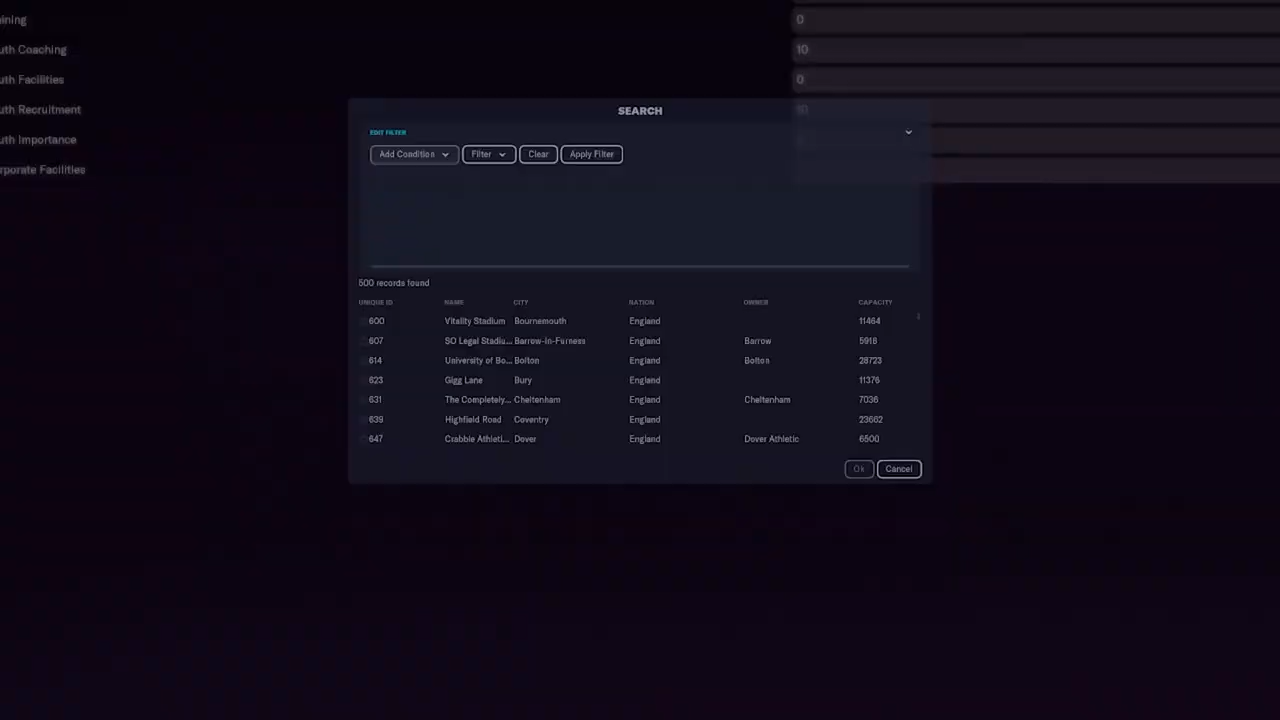 ining 0
uth Coaching 10
uth Facilities 0
uth Recruitment 10
uth Importance
rporate Facilities
SEARCH
EDIT FILTER
Add Condition Filter Clear Apply Filter
500 records found
UNIQUE ID NAME CITY NATION OWNER CAPACITY
600 Vitality Stadium Bournemouth England 11464
607 SO Legal Stadiu... Barrow-in-Furness England Barrow 5918
614 University of Bo... Bolton England Bolton 28723
623 Gigg Lane Bury England 11376
631 The Completely... Cheltenham England Cheltenham 7036
639 Highfield Road Coventry England 23662
647 Crabble Athleti... Dover England Dover Athletic 6500
Ok Cancel